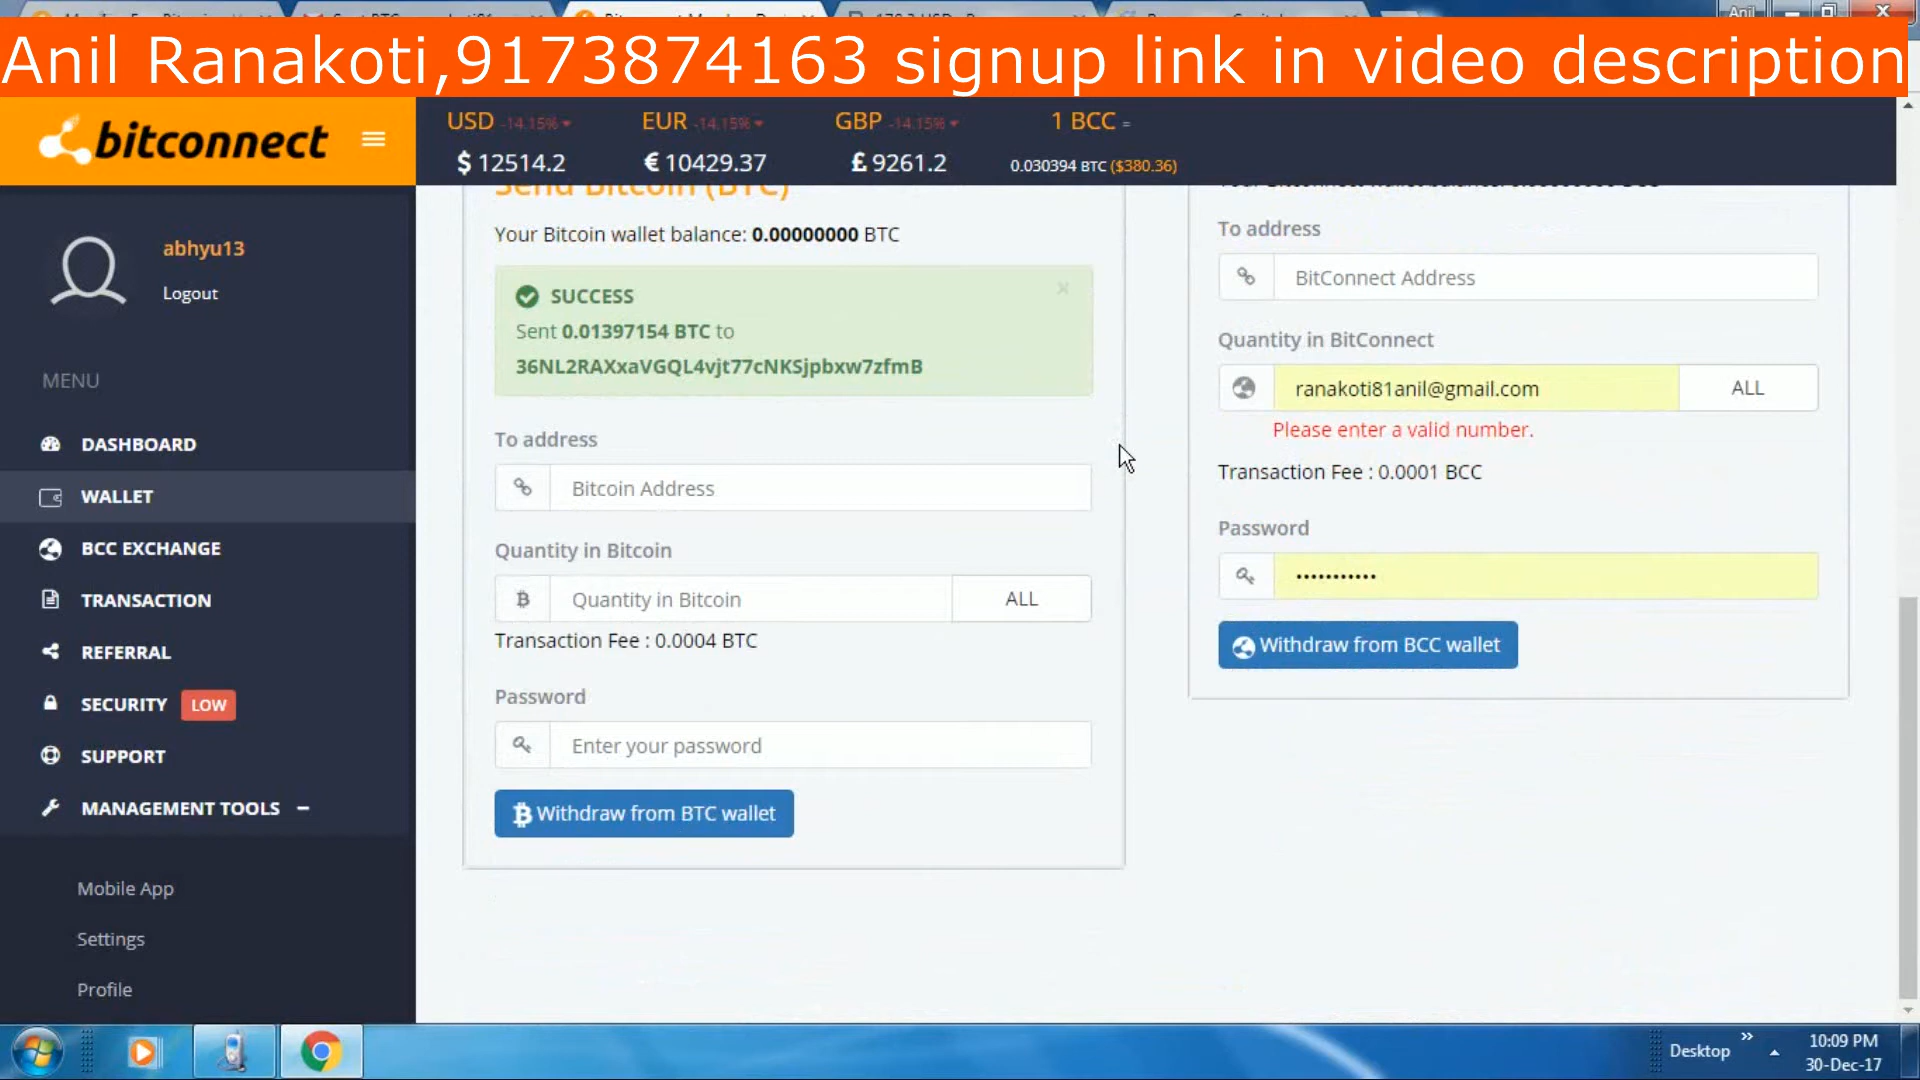 Anil
Anil Ranakoti,9173874163 signup link in video description
bitconnect
USD -14.15%
EUR -14.15%
GBP -14.15%
1 BCC =
$ 12514.2
€ 10429.37
£ 9261.2
0.030394 BTC ($380.36)
Send Bitcoin (BTC)
abhyu13
Logout
MENU
DASHBOARD
WALLET
BCC EXCHANGE
TRANSACTION
REFERRAL
SECURITY LOW
SUPPORT
MANAGEMENT TOOLS
Mobile App
Settings
Profile
Your Bitcoin wallet balance: 0.00000000 BTC
SUCCESS
Sent 0.01397154 BTC to
36NL2RAXxaVGQL4vjt77cNKSjpbxw7zfmB
To address
Bitcoin Address
Quantity in Bitcoin
Quantity in Bitcoin
ALL
Transaction Fee : 0.0004 BTC
Password
Enter your password
Withdraw from BTC wallet
To address
BitConnect Address
Quantity in BitConnect
ranakoti81anil@gmail.com
ALL
Please enter a valid number.
Transaction Fee : 0.0001 BCC
Password
Withdraw from BCC wallet
Desktop
10:09 PM
30-Dec-17